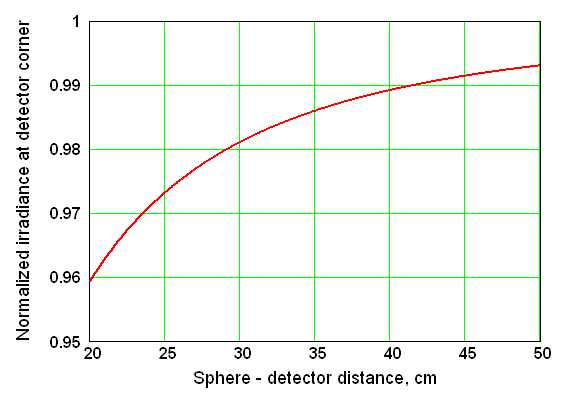 Normalized irradiance at detector corner
1
0.99
0.98
0.97
0.96
0.95
20 25 30 35 40 45 50
Sphere - detector distance, cm